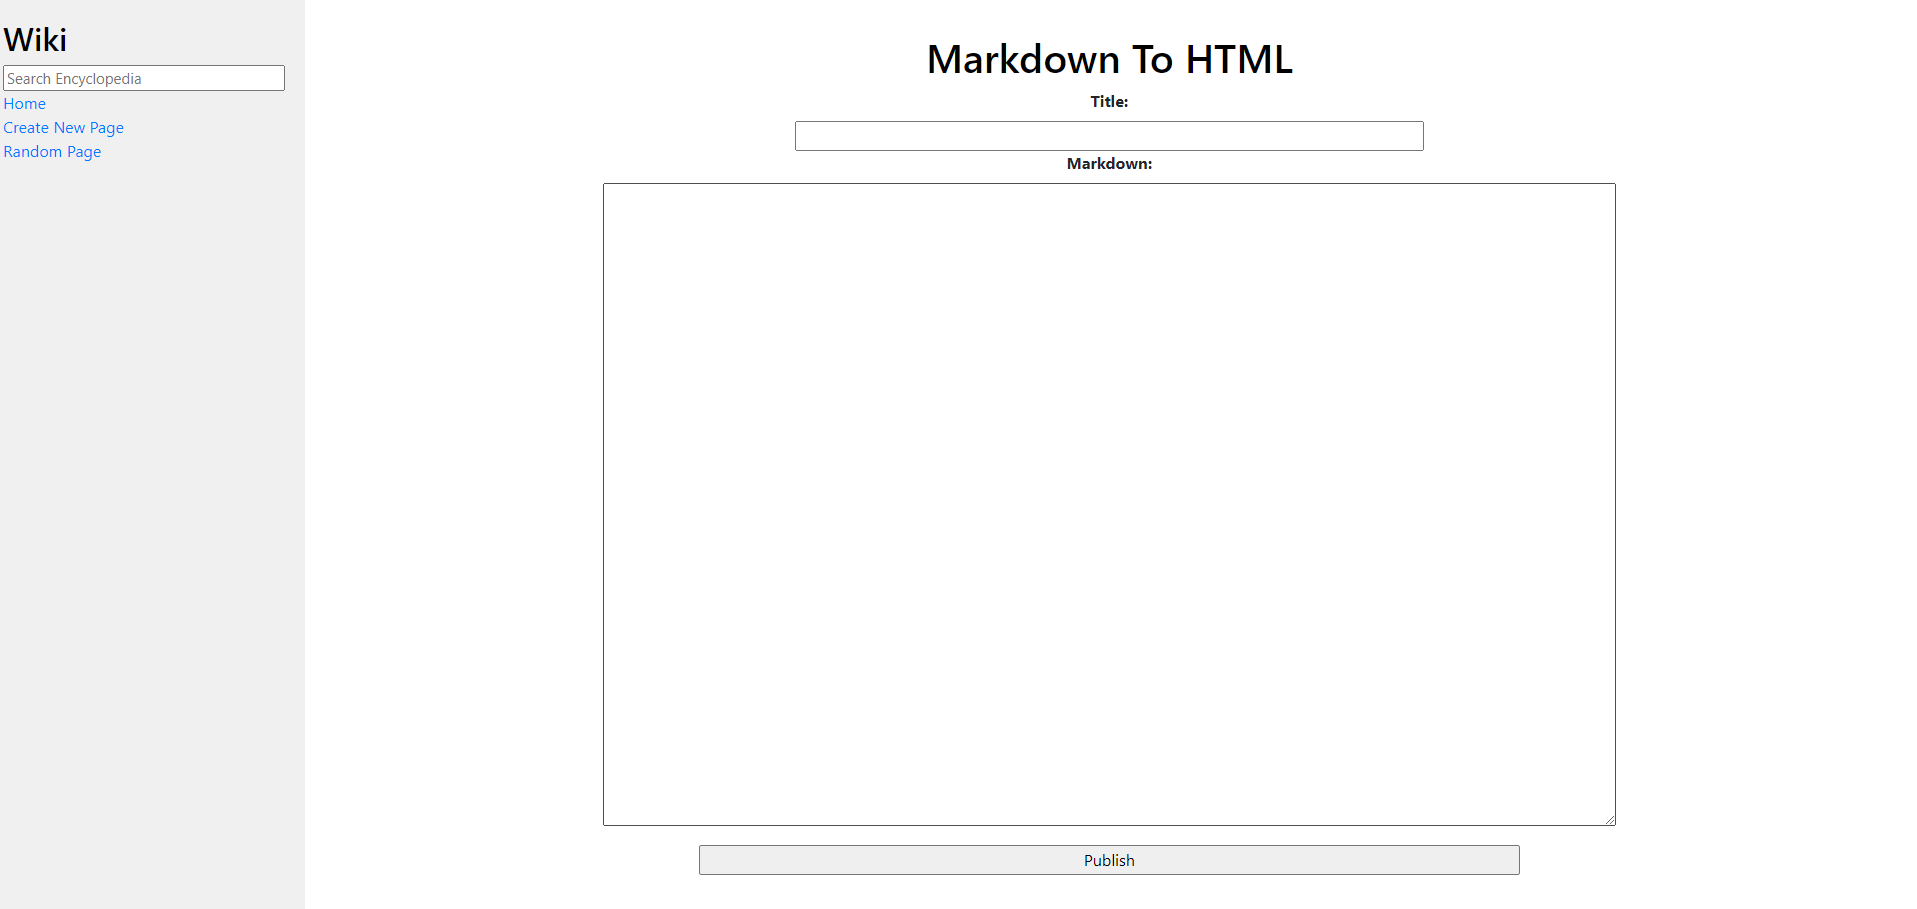 Wiki
Search Encyclopedia
Home
Create New Page
Random Page
Markdown To HTML
Title:
Markdown:
Publish